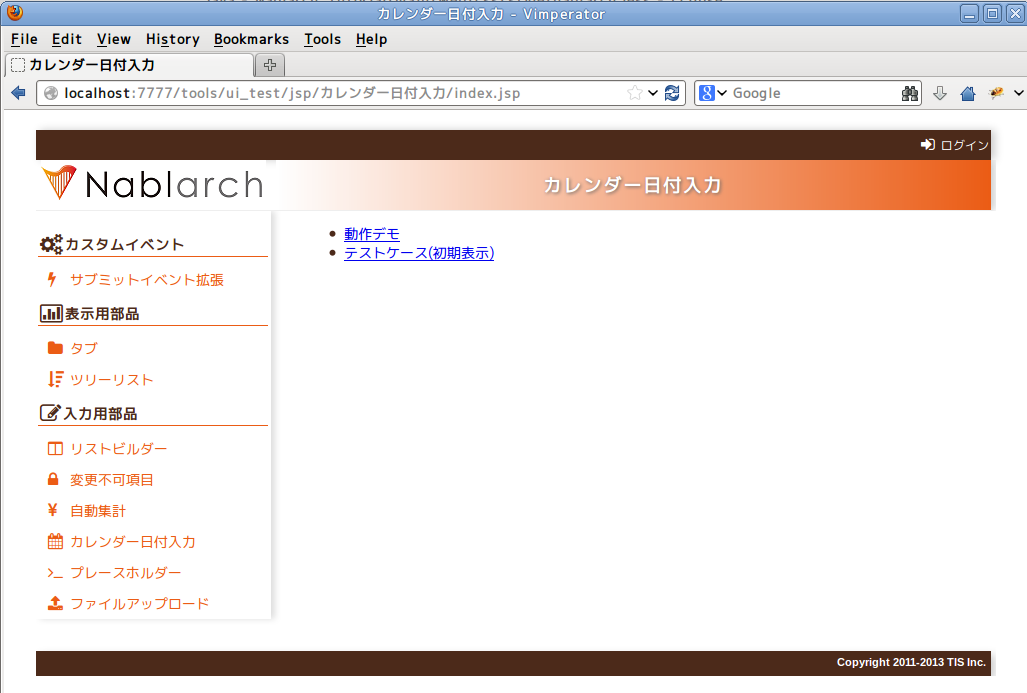 カレンダー日付入力 - Vimperator
File Edit View History Bookmarks Tools Help
カレンダー日付入力
localhost:7777/tools/ui_test/jsp/カレンダー日付入力/index.jsp
8 Google
ログイン
Nablarch
カレンダー日付入力
カスタムイベント
サブミットイベント拡張
表示用部品
タブ
ツリーリスト
入力用部品
リストビルダー
変更不可項目
¥ 自動集計
カレンダー日付入力
プレースホルダー
ファイルアップロード
動作デモ
テストケース(初期表示)
Copyright 2011-2013 TIS Inc.